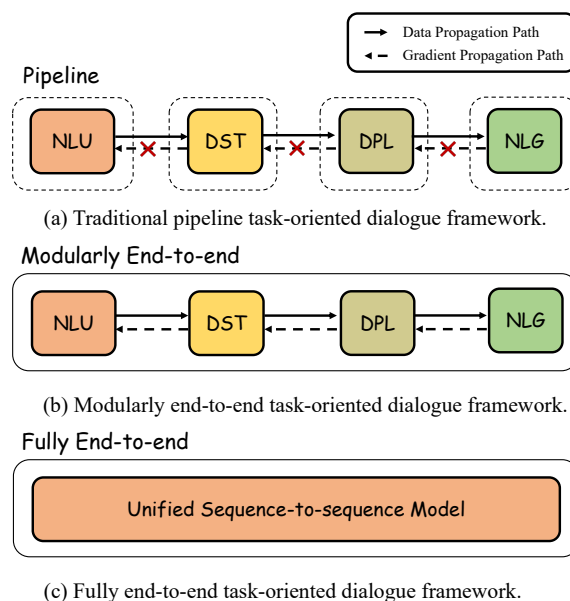 Data Propagation Path
Gradient Propagation Path
Pipeline
NLU DST DPL NLG
(a) Traditional pipeline task-oriented dialogue framework.
Modularly End-to-end
NLU DST DPL NLG
(b) Modularly end-to-end task-oriented dialogue framework.
Fully End-to-end
Unified Sequence-to-sequence Model
(c) Fully end-to-end task-oriented dialogue framework.